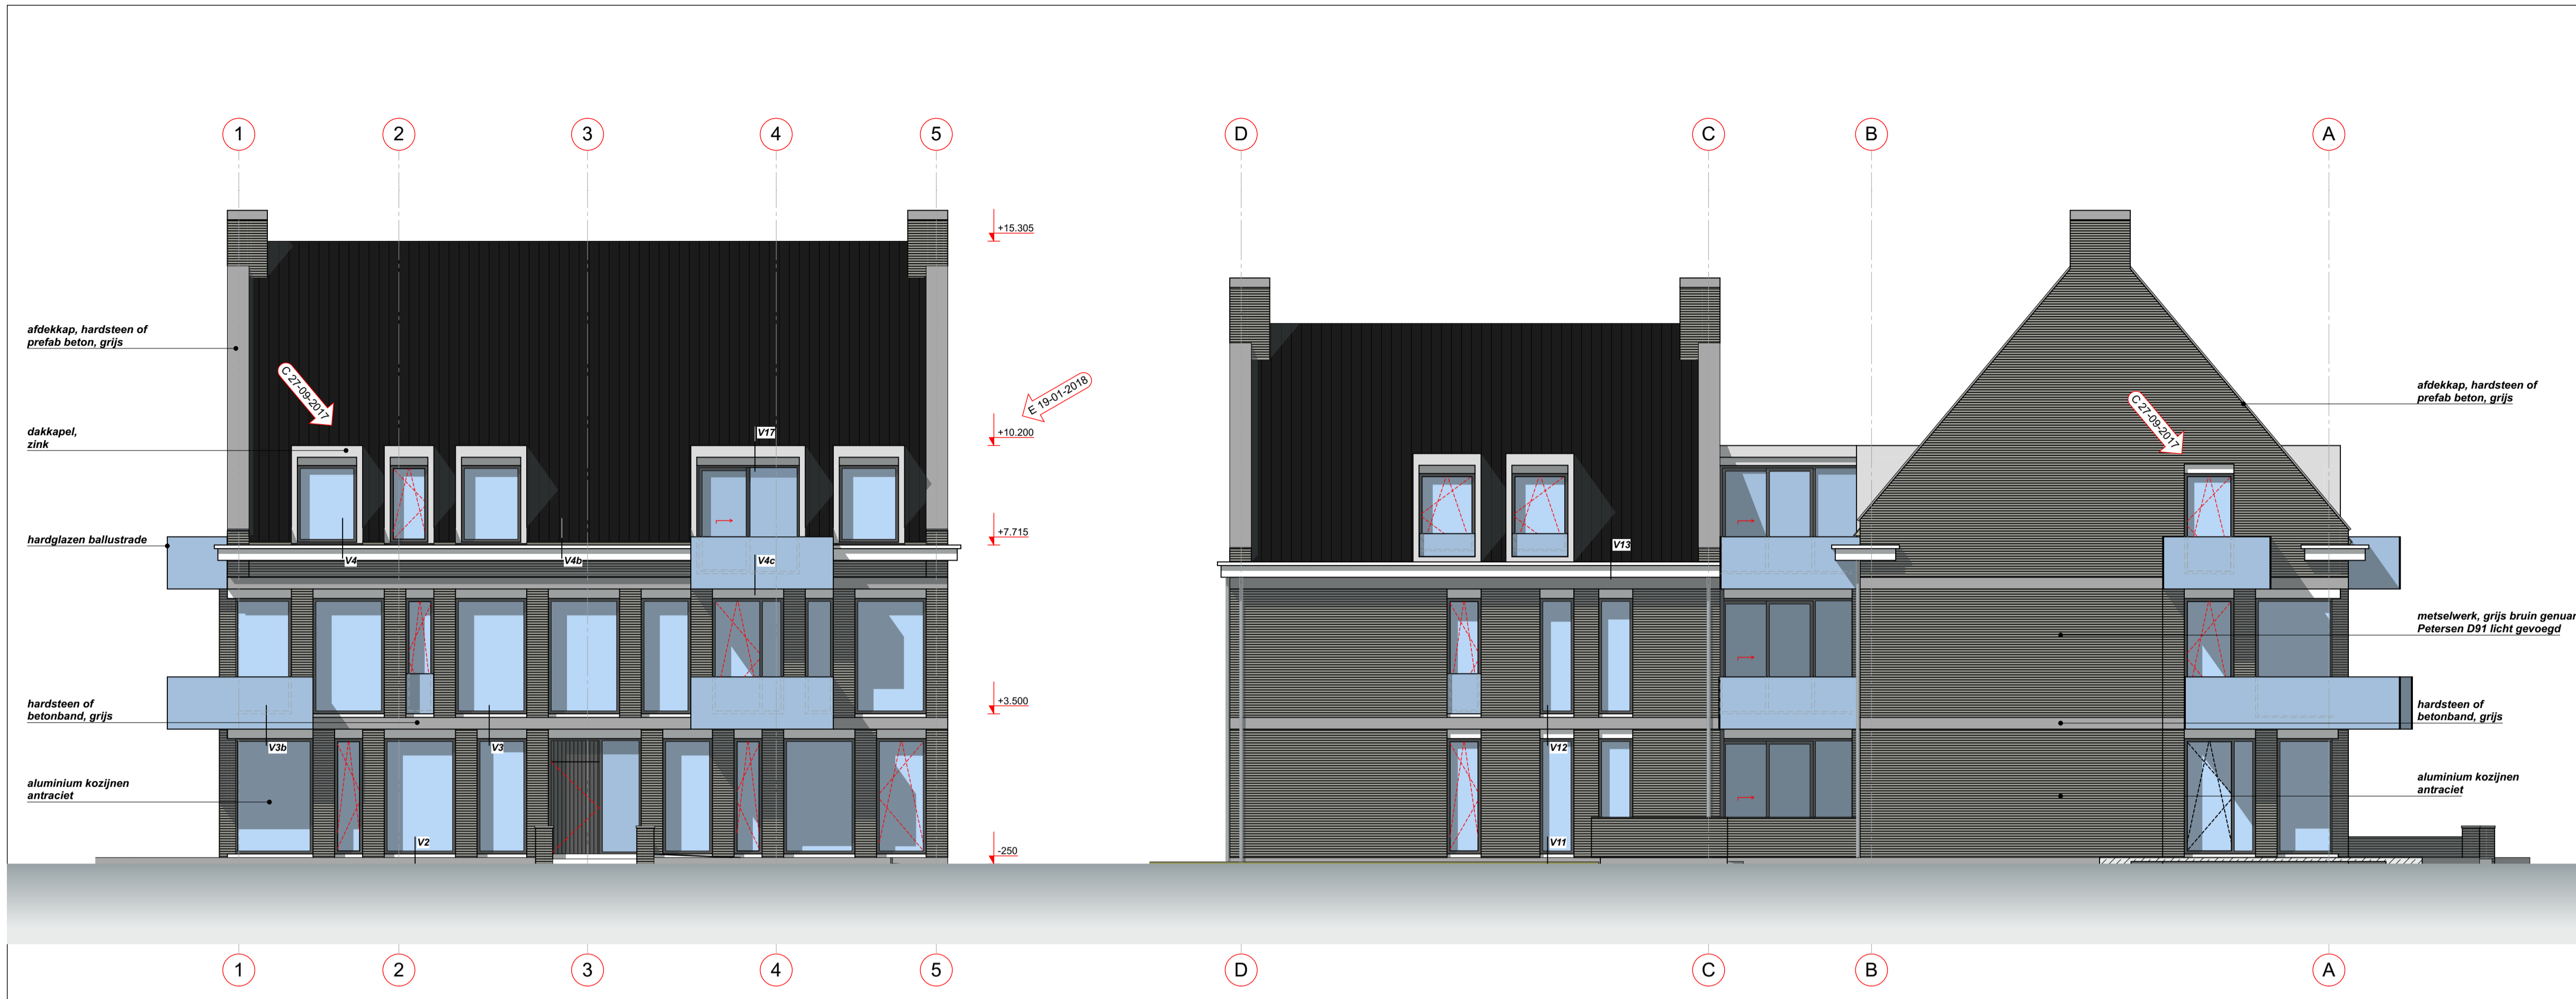 1 2 3 4 5 D C B A
+15.305
afdekkap, hardsteen of
prefab beton, grijs
C 27-09-2017
E 19-01-2018
C 27-09-2017
afdekkap, hardsteen of
prefab beton, grijs
dakkapel,
zink
V17
+10.200
hardglazen ballustrade
+7.715
V4
V4b
V4c
V13
metselwerk, grijs bruin genuan
Petersen D91 licht gevoegd
hardsteen of
betonband, grijs
+3.500
hardsteen of
betonband, grijs
V3b
V3
V12
aluminium kozijnen
antraciet
aluminium kozijnen
antraciet
V2
-250
V11
1 2 3 4 5 D C B A